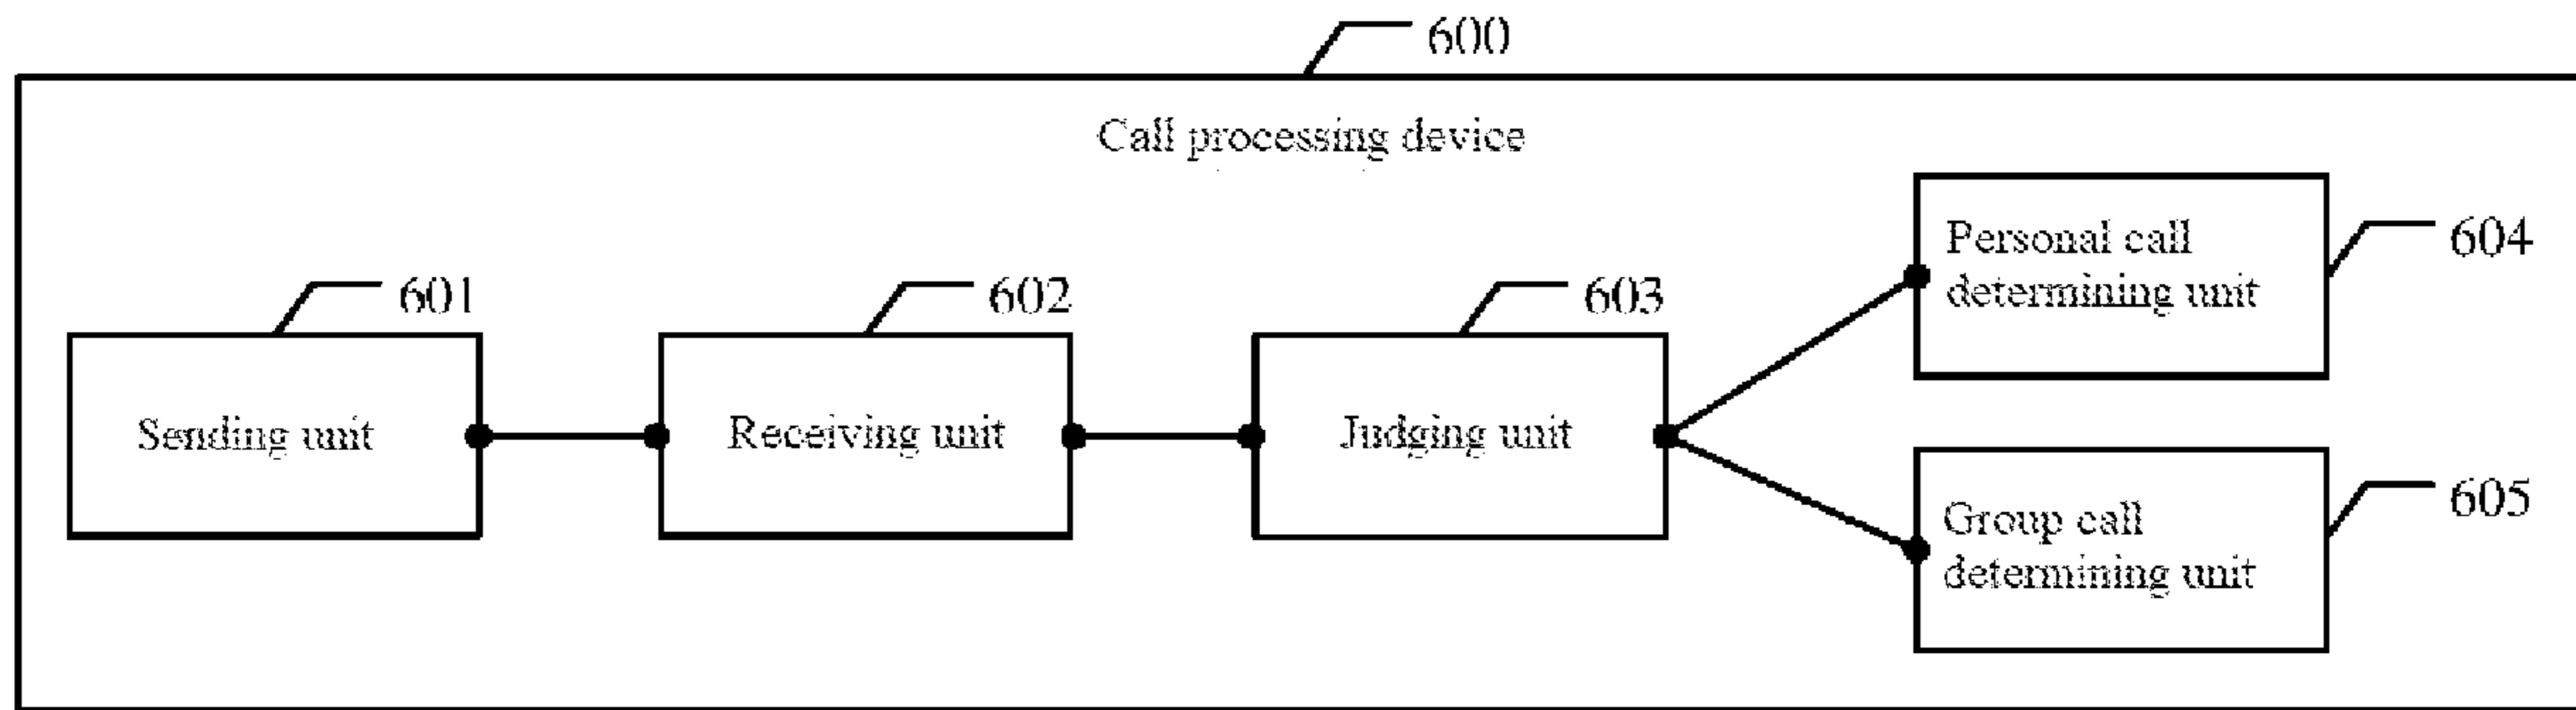 600
Call processing device
601
602
603
604
605
Sending unit
Receiving unit
Judging unit
Personal call
determining unit
Group call
determining unit